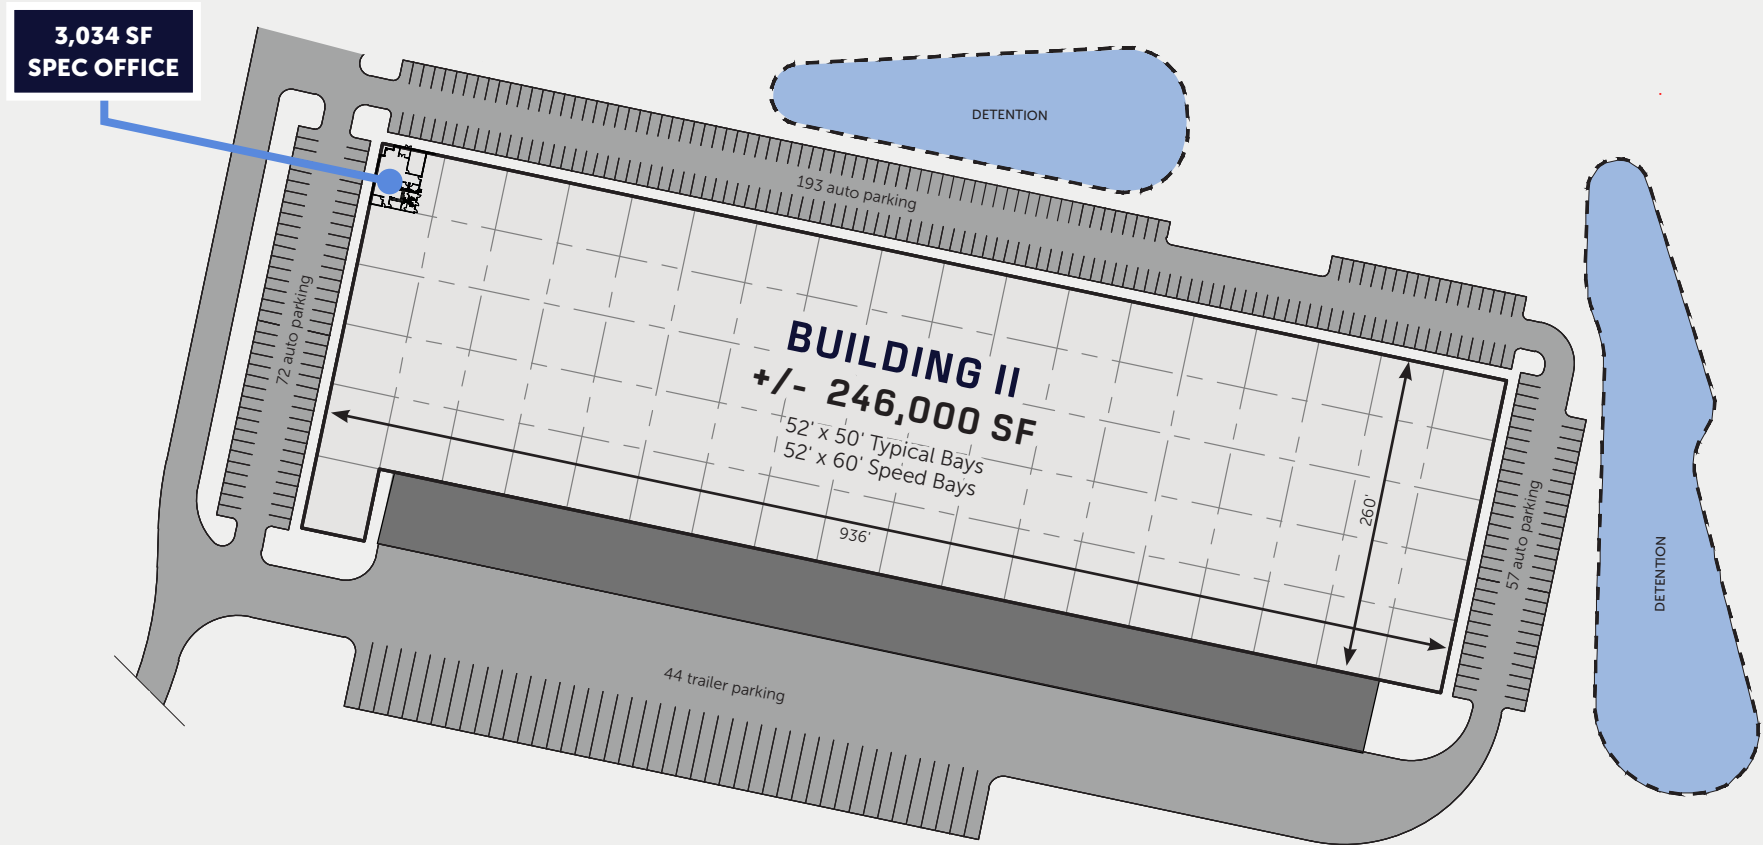 3,034 SF
SPEC OFFICE
DETENTION
193 auto parking
72 auto parking
BUILDING II
+/- 246,000 SF
52' x 50' Typical Bays
52' x 60' Speed Bays
936'
260'
57 auto parking
DETENTION
44 trailer parking